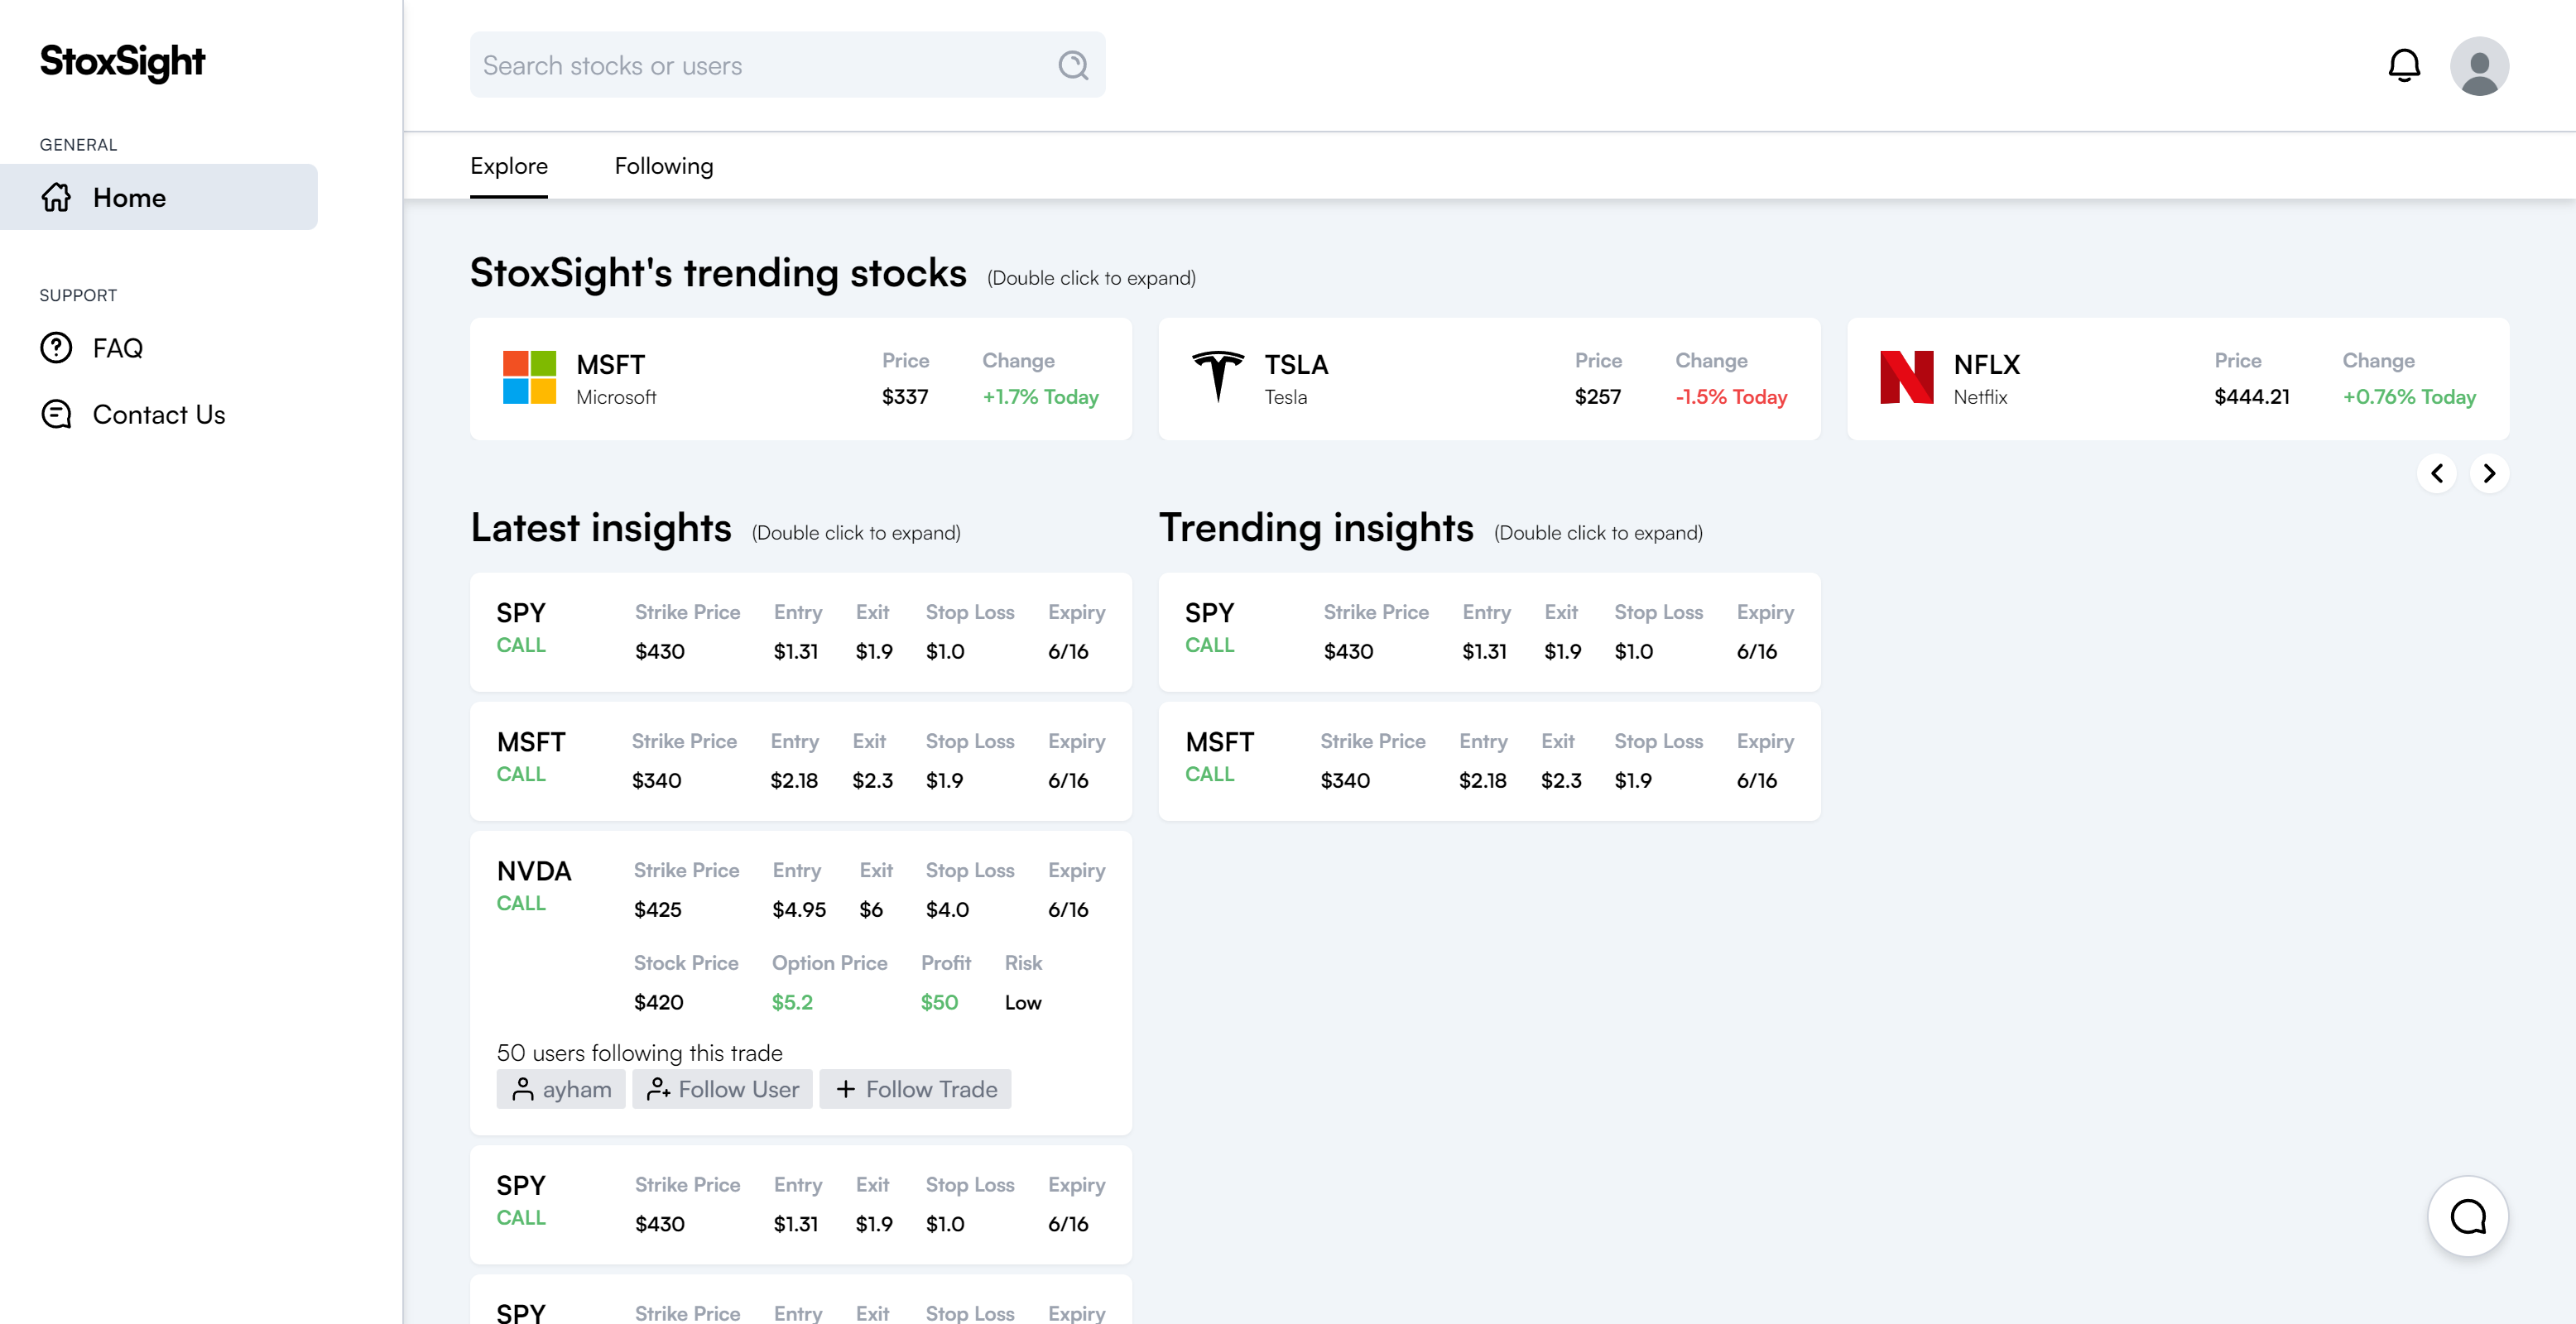 StoxSight
GENERAL
Home
SUPPORT
FAQ
Contact Us
Search stocks or users
Explore Following
StoxSight's trending stocks (Double click to expand)
MSFT Price Change
Microsoft $337 +1.7% Today
TSLA Price Change
Tesla $257 -1.5% Today
NFLX Price Change
Netflix $444.21 +0.76% Today
Latest insights (Double click to expand)
SPY Strike Price Entry Exit Stop Loss Expiry
CALL $430 $1.31 $1.9 $1.0 6/16
MSFT Strike Price Entry Exit Stop Loss Expiry
CALL $340 $2.18 $2.3 $1.9 6/16
NVDA Strike Price Entry Exit Stop Loss Expiry
CALL $425 $4.95 $6 $4.0 6/16
Stock Price Option Price Profit Risk
$420 $5.2 $50 Low
50 users following this trade
ayham Follow User Follow Trade
SPY Strike Price Entry Exit Stop Loss Expiry
CALL $430 $1.31 $1.9 $1.0 6/16
SPY Strike Price Entry Exit Stop Loss Expiry
Trending insights (Double click to expand)
SPY Strike Price Entry Exit Stop Loss Expiry
CALL $430 $1.31 $1.9 $1.0 6/16
MSFT Strike Price Entry Exit Stop Loss Expiry
CALL $340 $2.18 $2.3 $1.9 6/16